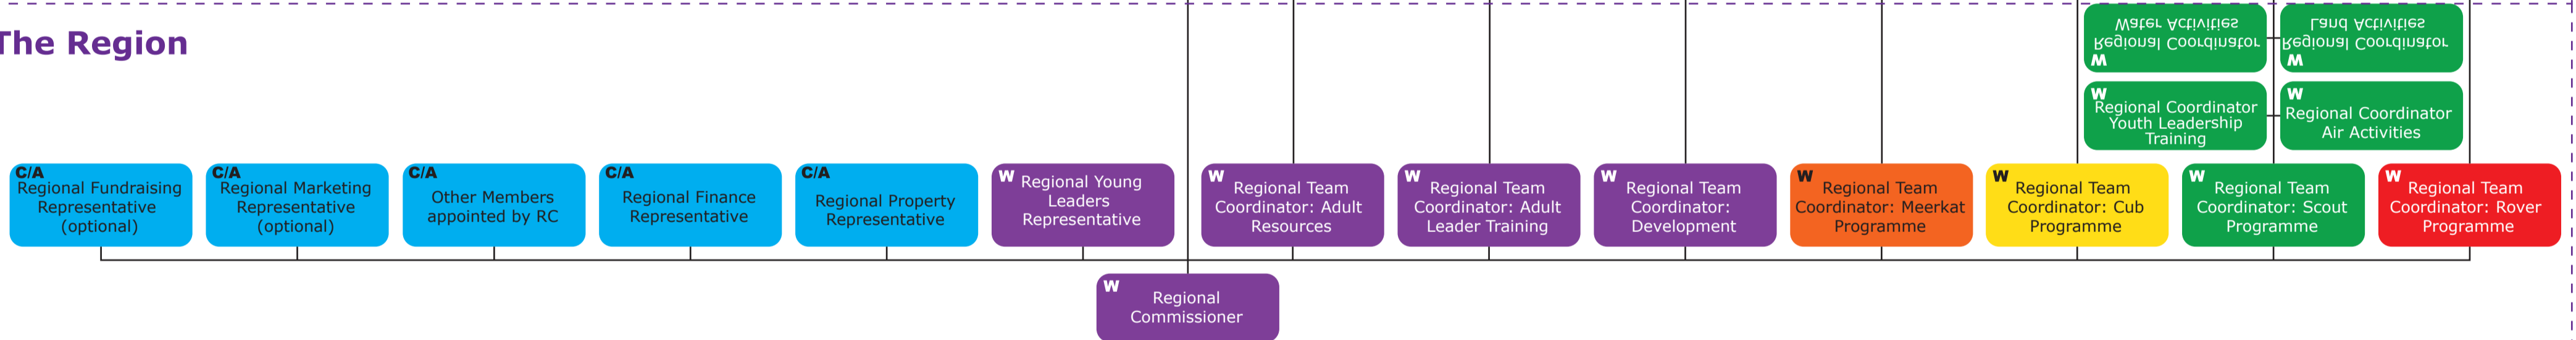 The Region
Water Activities
Regional Coordinator
W
Land Activities
Regional Coordinator
W
W
Regional Coordinator
Youth Leadership
Training
W
Regional Coordinator
Air Activities
C/A
Regional Fundraising
Representative
(optional)
C/A
Regional Marketing
Representative
(optional)
C/A
Other Members
appointed by RC
C/A
Regional Finance
Representative
C/A
Regional Property
Representative
W
Regional Young
Leaders
Representative
W
Regional Team
Coordinator: Adult
Resources
W
Regional Team
Coordinator: Adult
Leader Training
W
Regional Team
Coordinator:
Development
W
Regional Team
Coordinator: Meerkat
Programme
W
Regional Team
Coordinator: Cub
Programme
W
Regional Team
Coordinator: Scout
Programme
W
Regional Team
Coordinator: Rover
Programme
W
Regional
Commissioner